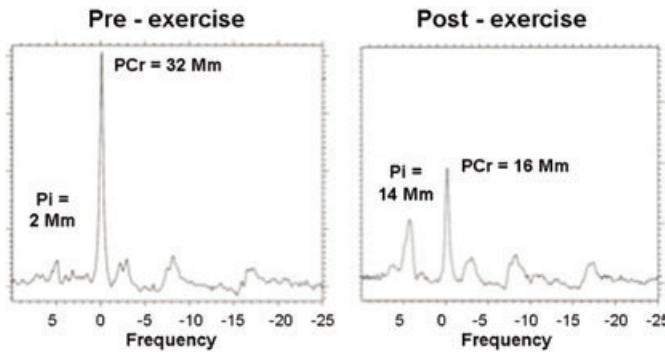 Pre - exercise
PCr = 32 Mm
Pi =
2 Mm
5 0 -5 -10 -15 -20 -25
Frequency
Post - exercise
PCr = 16 Mm
Pi =
14 Mm
5 0 -5 -10 -15 -20 -25
Frequency